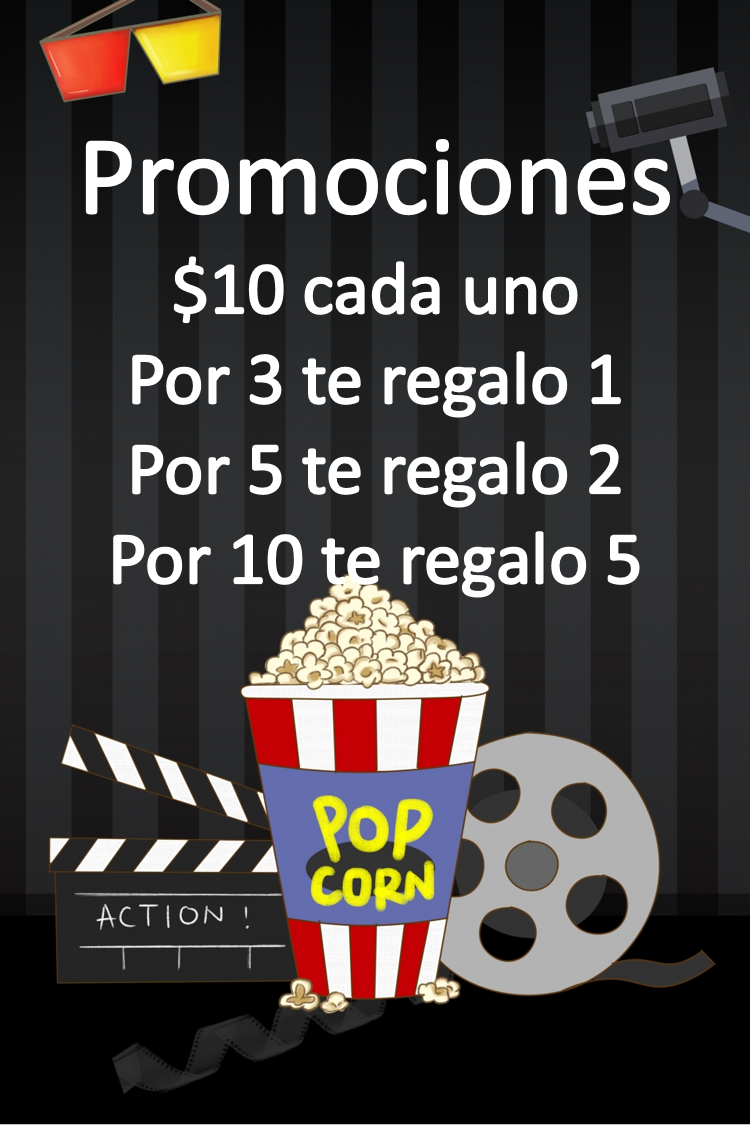 Promociones
$10 cada uno
Por 3 te regalo 1
Por 5 te regalo 2
Por 10 te regalo 5
POP
CORN
ACTION !